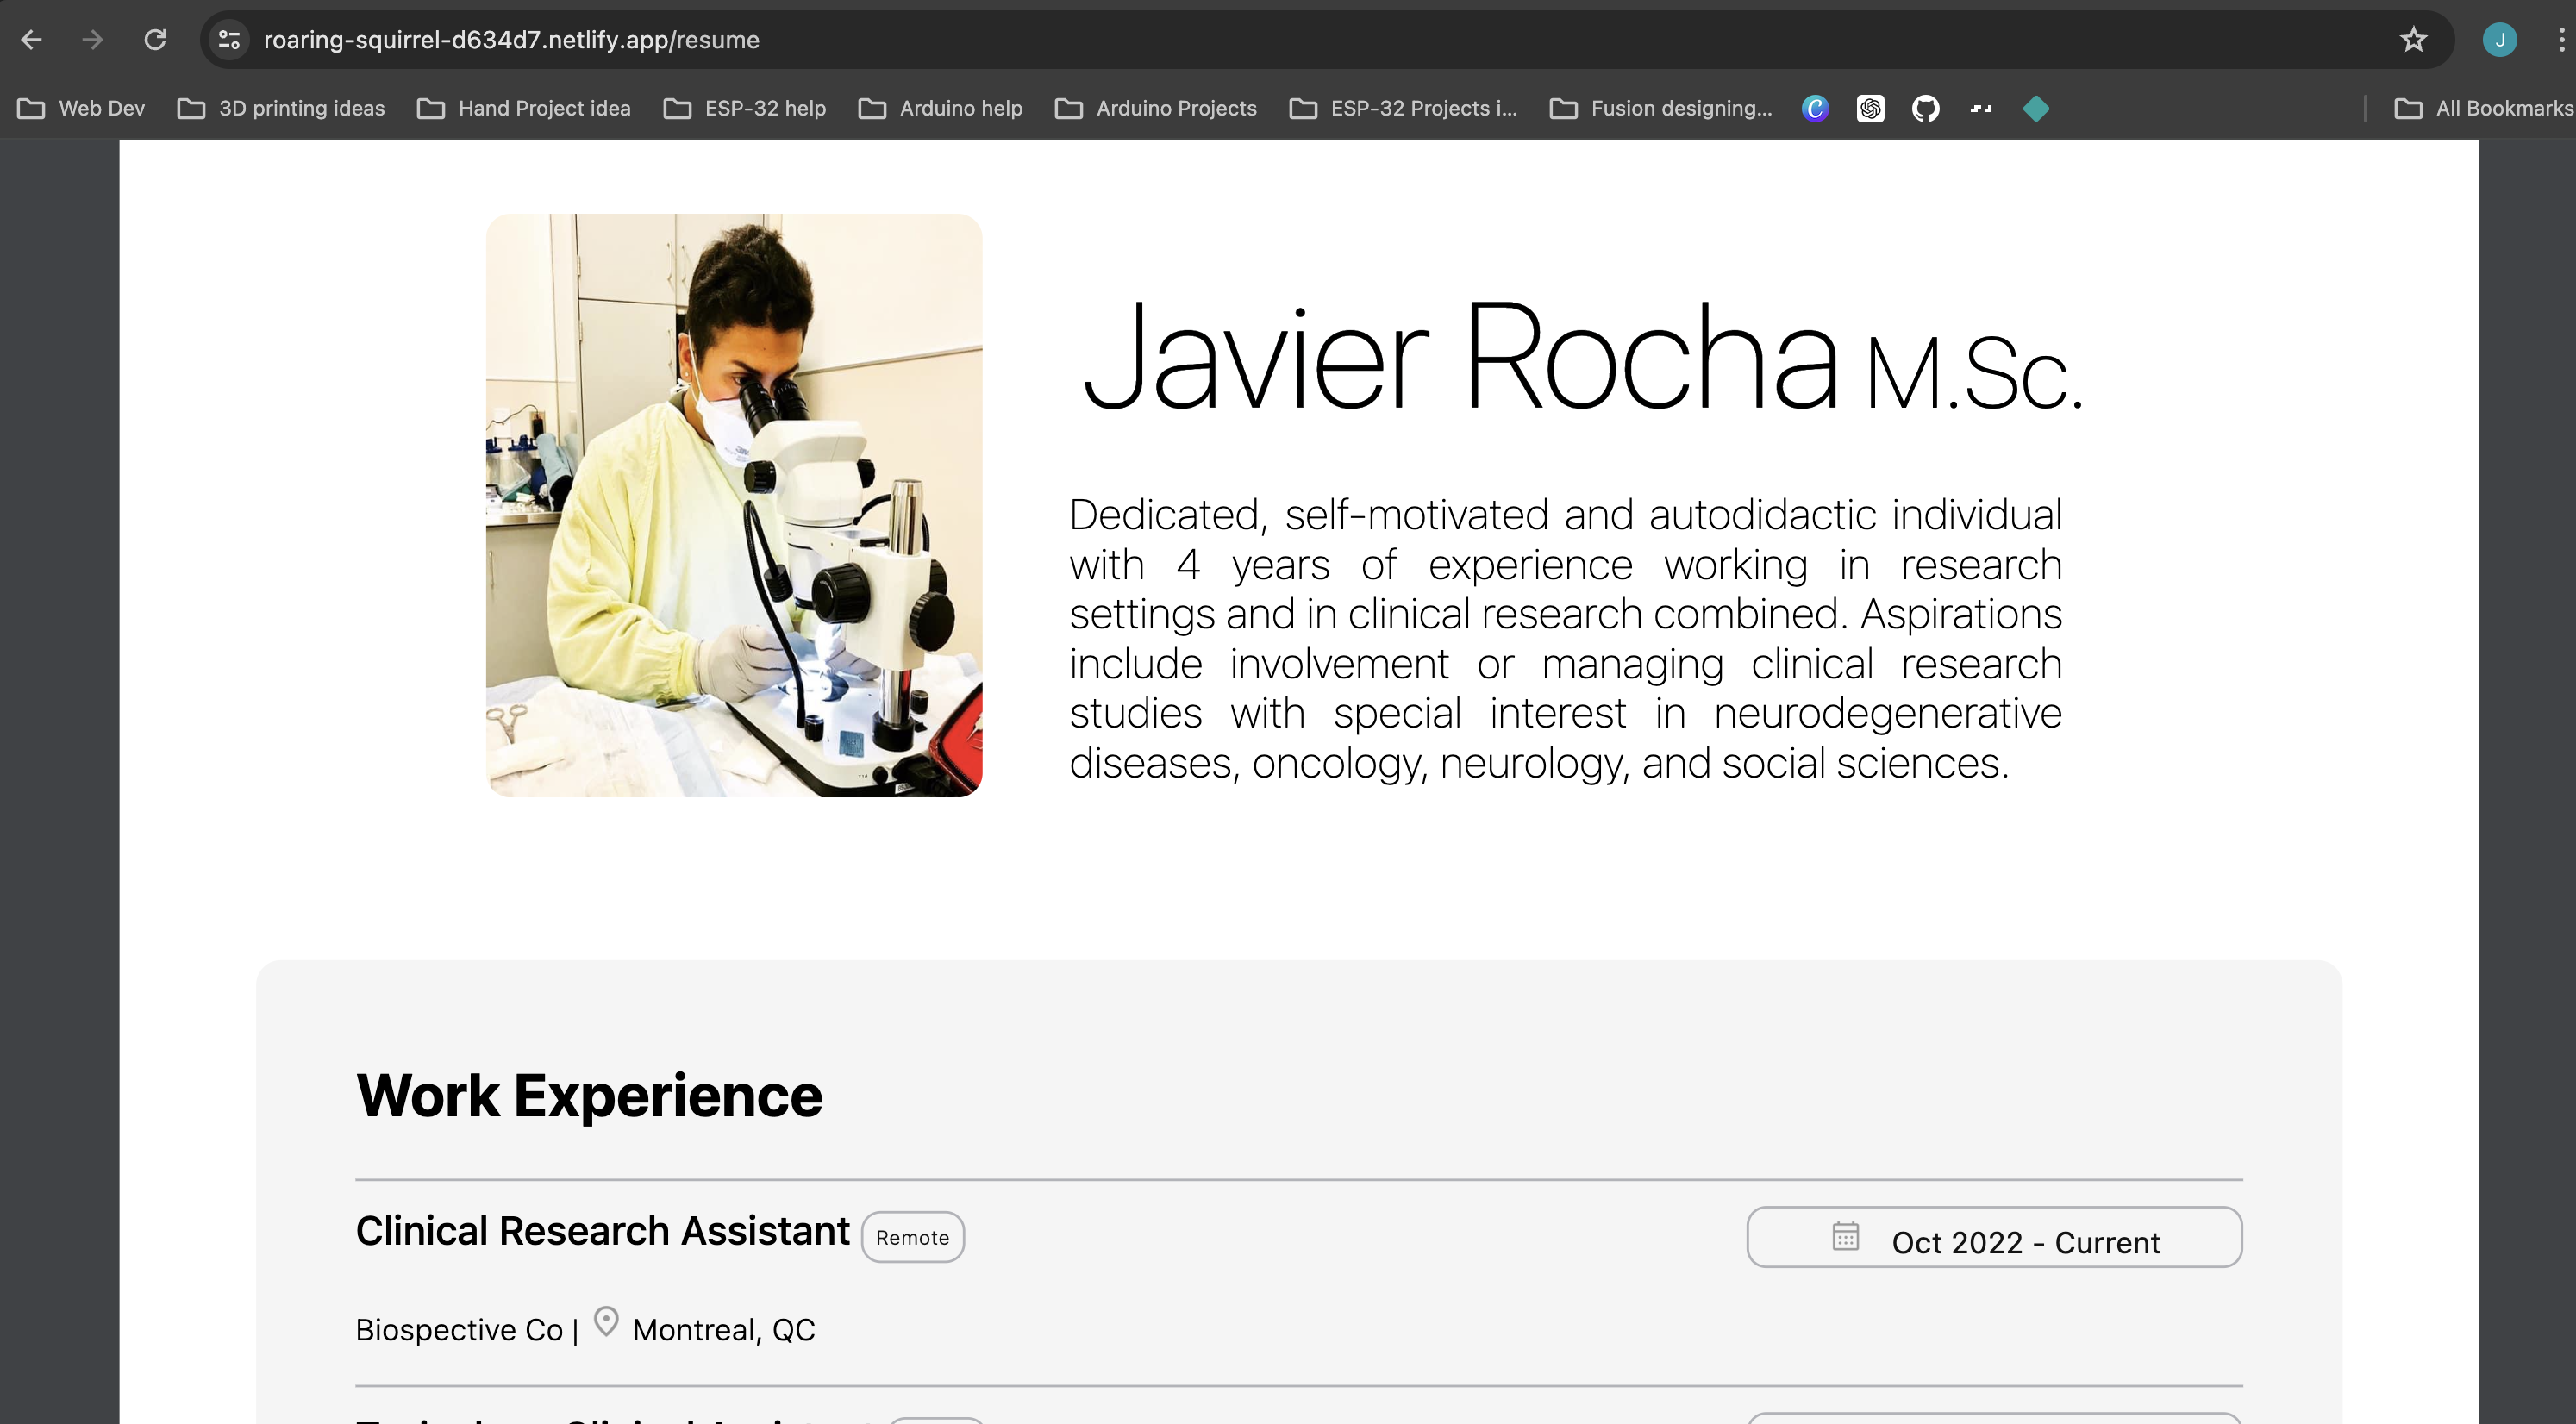 roaring-squirrel-d634d7.netlify.app/resume
J
Web Dev
3D printing ideas
Hand Project idea
ESP-32 help
Arduino help
Arduino Projects
ESP-32 Projects i...
Fusion designing...
All Bookmarks
Javier Rocha M.Sc.
Dedicated, self-motivated and autodidactic individual
with 4 years of experience working in research
settings and in clinical research combined. Aspirations
include involvement or managing clinical research
studies with special interest in neurodegenerative
diseases, oncology, neurology, and social sciences.
Work Experience
Clinical Research Assistant Remote
Oct 2022 - Current
Biospective Co | Montreal, QC